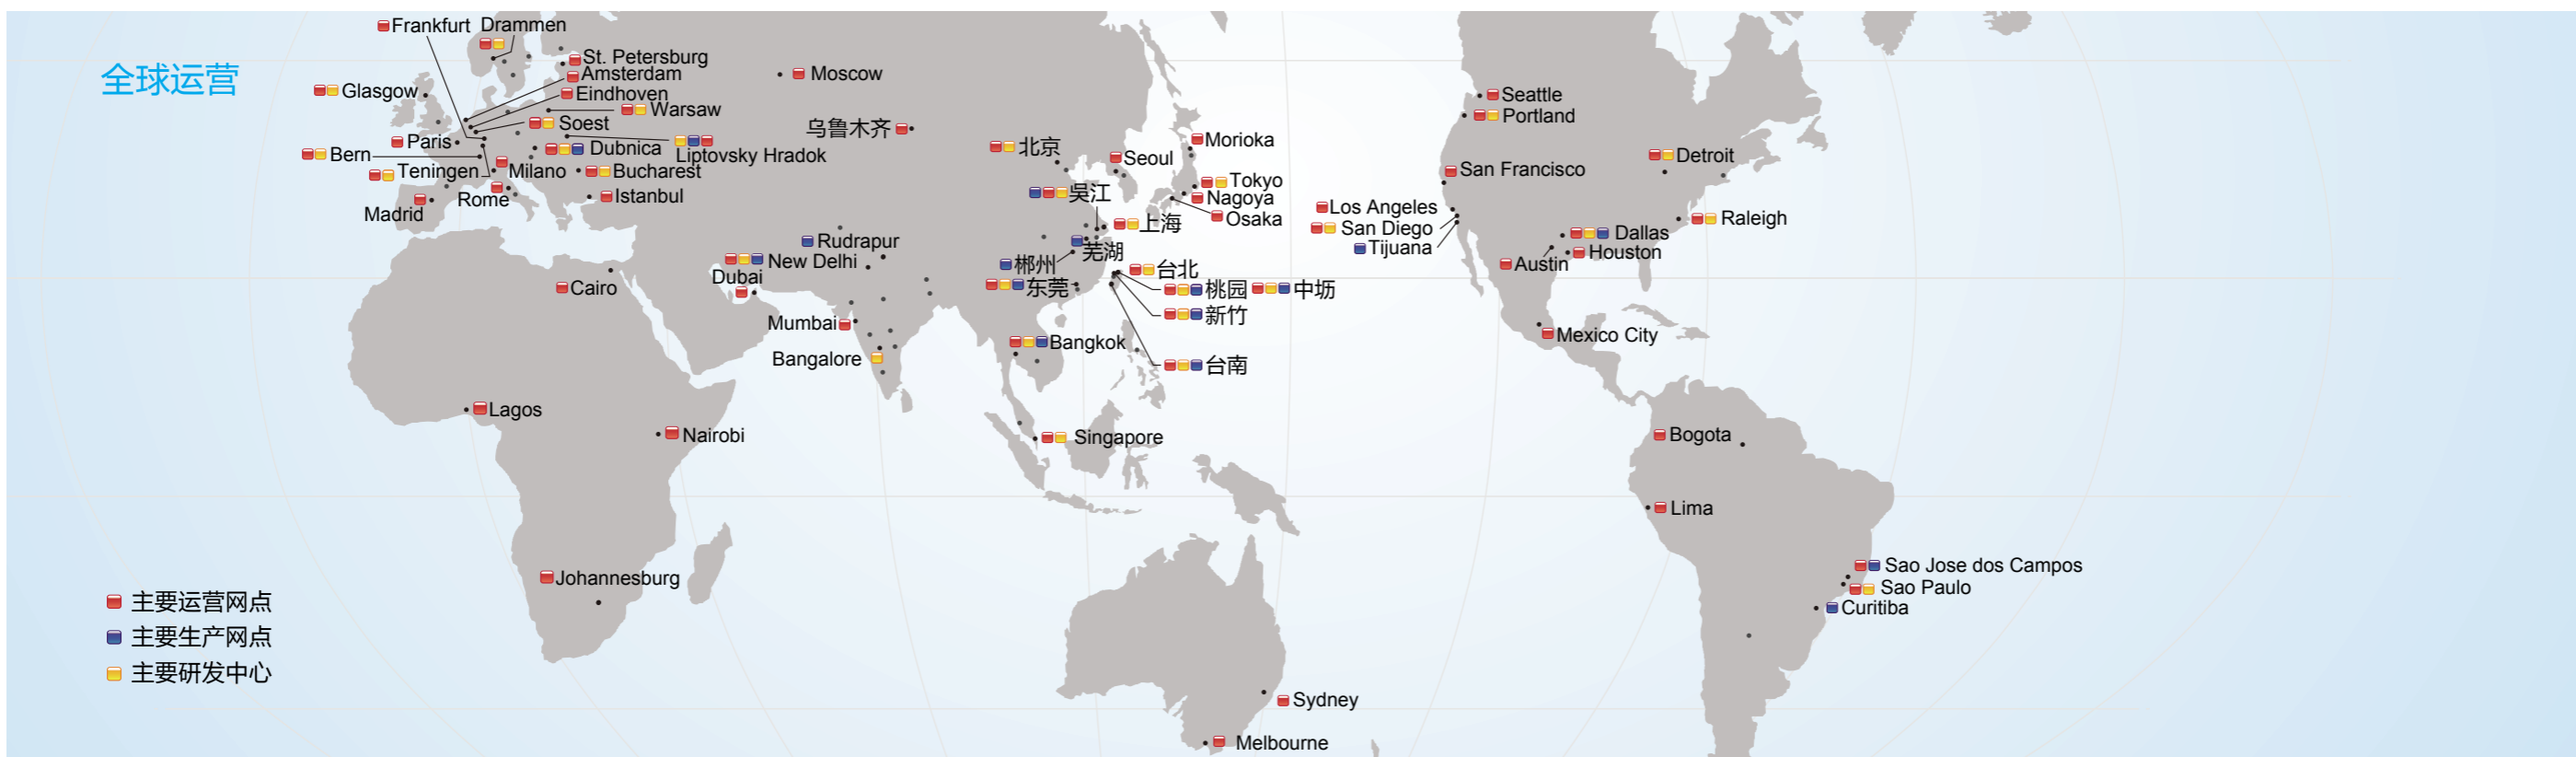 全球运营
Frankfurt
Drammen
St. Petersburg
Amsterdam
Eindhoven
Glasgow
Warsaw
Soest
Paris
Bern
Dubnica
Liptovsky Hradok
Teningen
Milano
Bucharest
Madrid
Rome
Istanbul
Moscow
乌鲁木齐
北京
Seoul
Morioka
Tokyo
Nagoya
Osaka
吴江
上海
芜湖
郴州
东莞
台北
桃园
中坜
新竹
台南
Rudrapur
New Delhi
Dubai
Mumbai
Bangalore
Bangkok
Singapore
Cairo
Lagos
Nairobi
Johannesburg
Sydney
Melbourne
Seattle
Portland
San Francisco
Detroit
Los Angeles
San Diego
Tijuana
Raleigh
Dallas
Houston
Austin
Mexico City
Bogota
Lima
Sao Jose dos Campos
Sao Paulo
Curitiba
主要运营网点
主要生产网点
主要研发中心